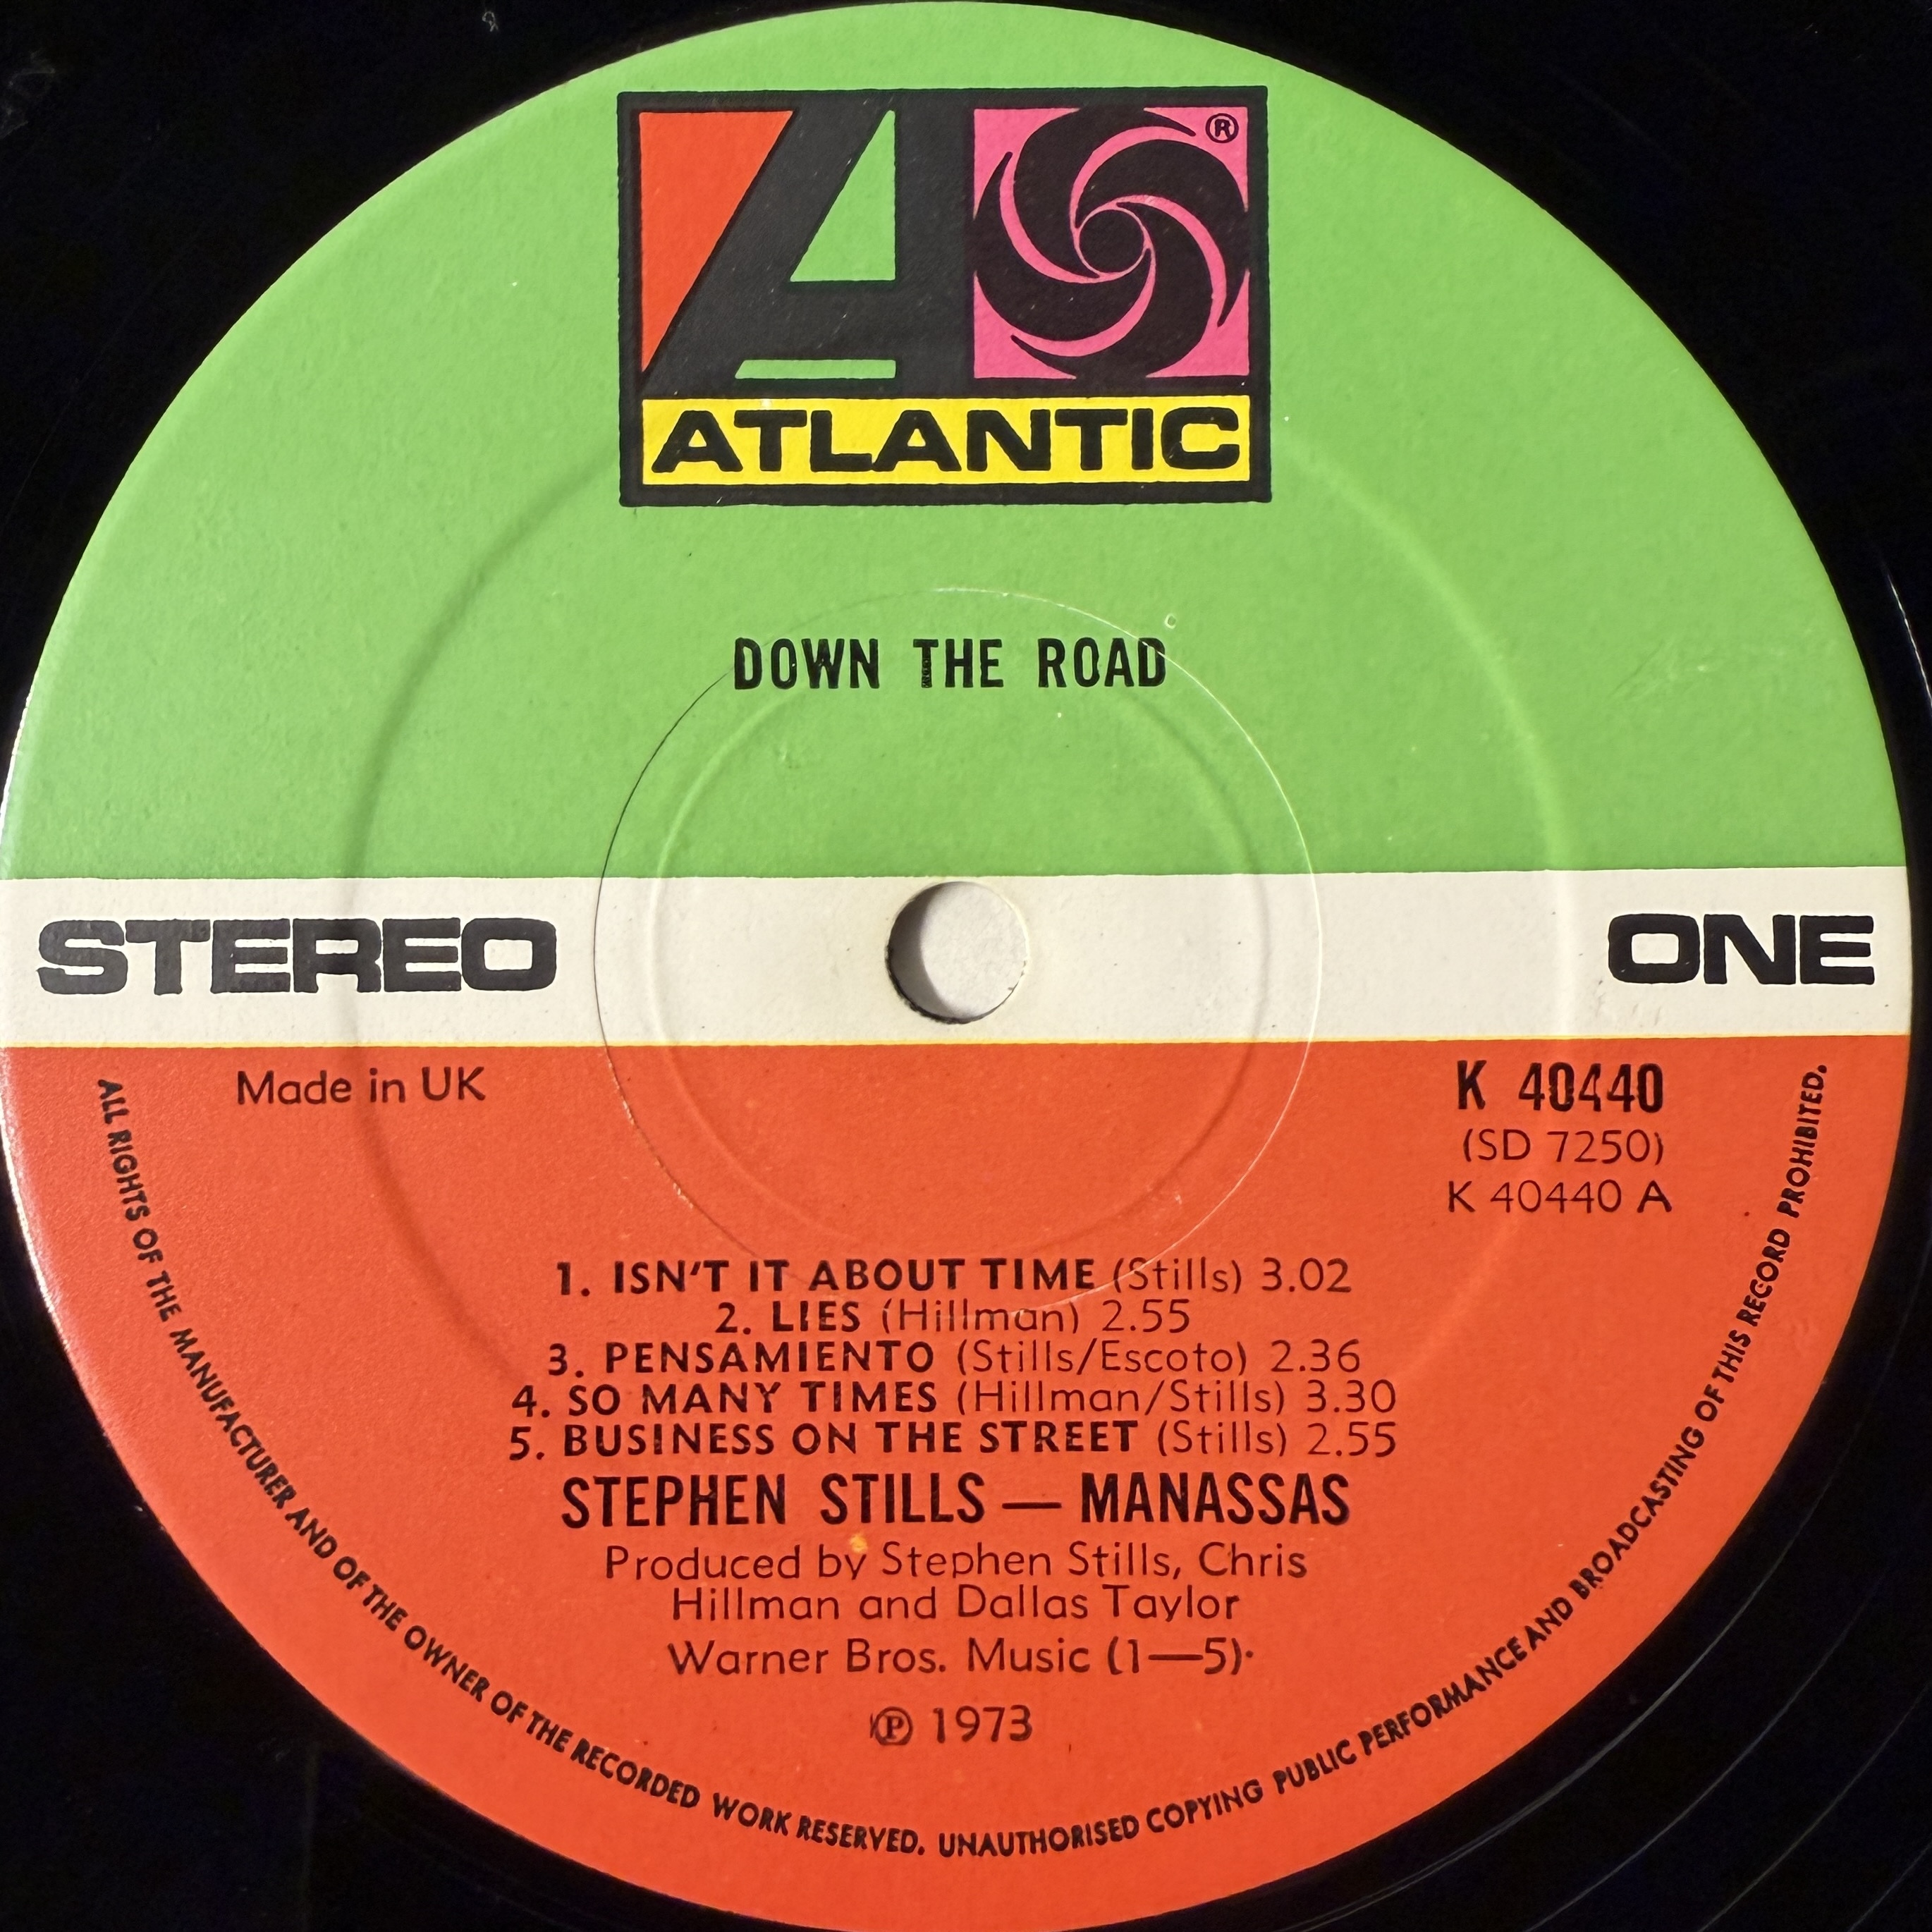 ®
ATLANTIC
DOWN THE ROAD
STEREO
ONE
Made in UK
K 40440
(SD 7250)
K 40440 A
1. ISN'T IT ABOUT TIME (Stills) 3.02
2. LIES (Hillman) 2.55
3. PENSAMIENTO (Stills/Escoto) 2.36
4. SO MANY TIMES (Hillman/Stills) 3.30
5. BUSINESS ON THE STREET (Stills) 2.55
STEPHEN STILLS — MANASSAS
Produced by Stephen Stills, Chris
Hillman and Dallas Taylor
Warner Bros. Music (1—5)·
℗ 1973
ALL RIGHTS OF THE MANUFACTURER AND OF THE OWNER OF THE RECORDED WORK RESERVED. UNAUTHORISED COPYING PUBLIC PERFORMANCE AND BROADCASTING OF THIS RECORD PROHIBITED.